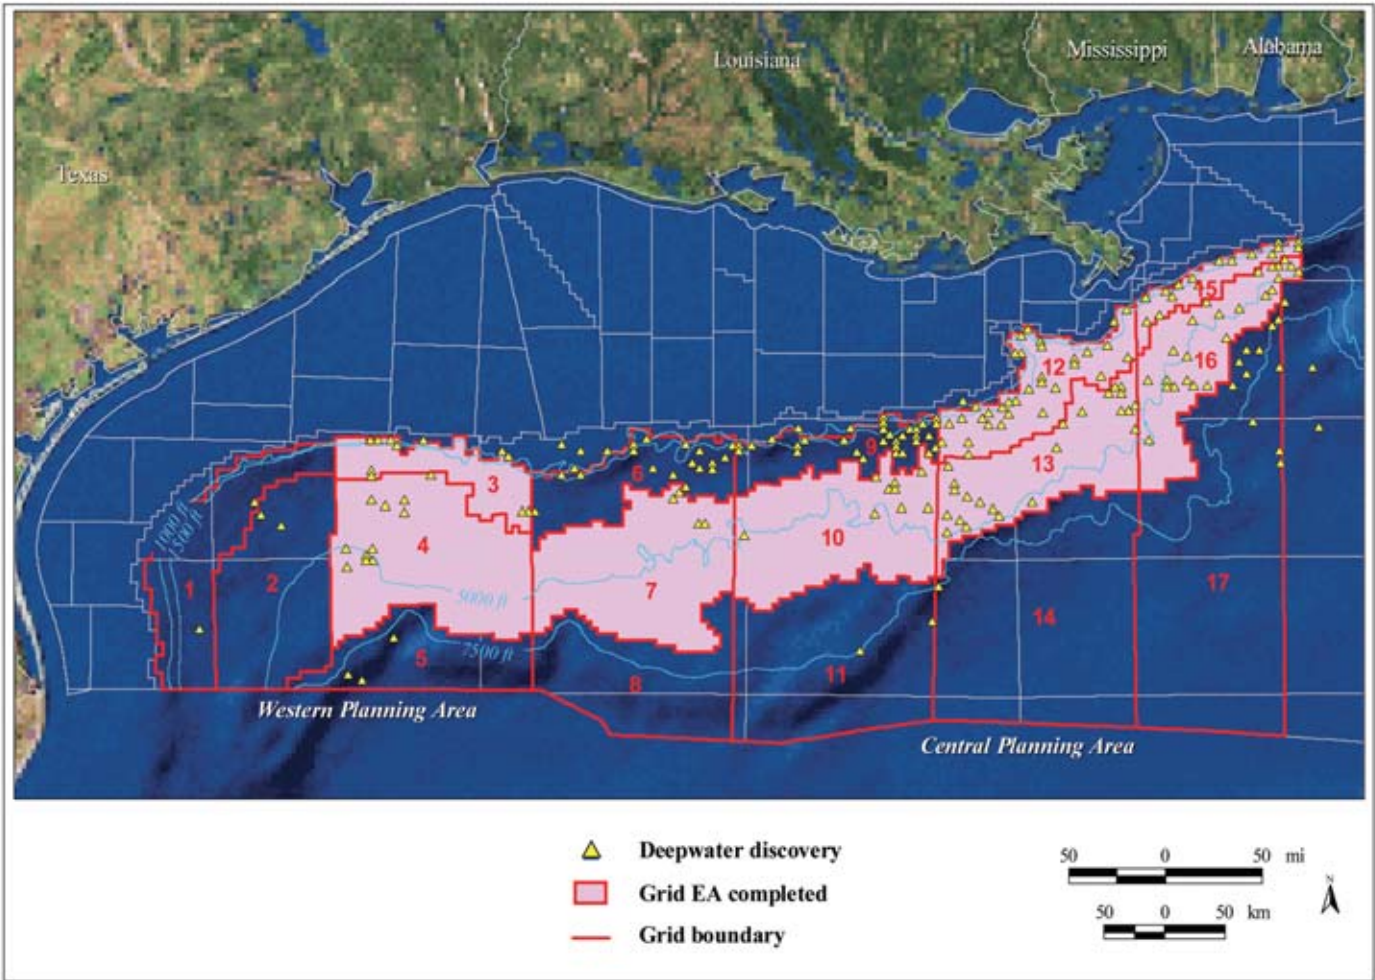 Louisiana
Mississippi
Alabama
Texas
15
12
16
9
6
3
13
1000 ft
1500 ft
4
10
1
2
7
5000 ft
17
14
5
7500 ft
8
11
Western Planning Area
Central Planning Area
Deepwater discovery
Grid EA completed
Grid boundary
50 0 50 mi
50 0 50 km
N